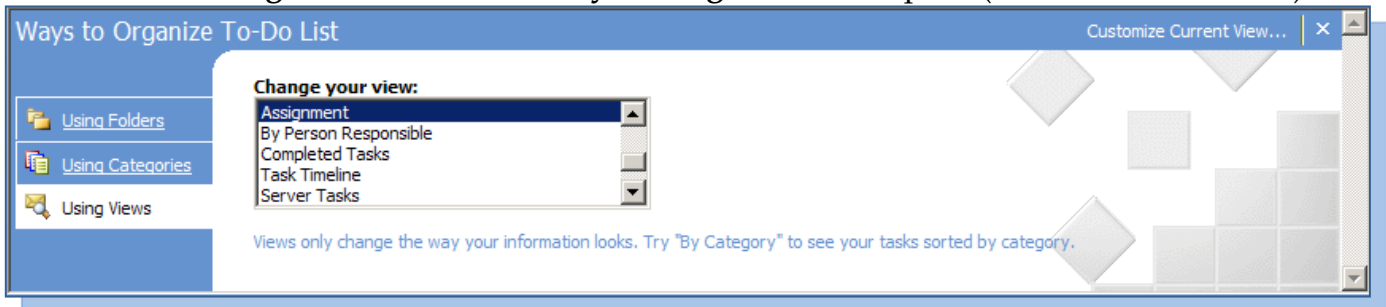 Ways to Organize To-Do List
Customize Current View...
Change your view:
Using Folders
Using Categories
Using Views
Assignment
By Person Responsible
Completed Tasks
Task Timeline
Server Tasks
Views only change the way your information looks. Try "By Category" to see your tasks sorted by category.